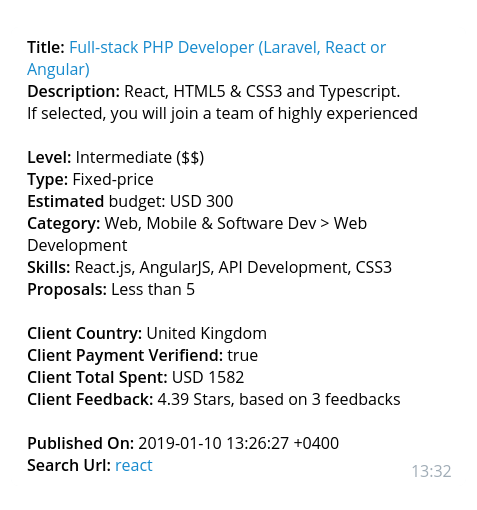 Title: Full-stack PHP Developer (Laravel, React or
Angular)
Description: React, HTML5 & CSS3 and Typescript.
If selected, you will join a team of highly experienced
Level: Intermediate ($$)
Type: Fixed-price
Estimated budget: USD 300
Category: Web, Mobile & Software Dev > Web
Development
Skills: React.js, AngularJS, API Development, CSS3
Proposals: Less than 5
Client Country: United Kingdom
Client Payment Verifiend: true
Client Total Spent: USD 1582
Client Feedback: 4.39 Stars, based on 3 feedbacks
Published On: 2019-01-10 13:26:27 +0400
Search Url: react
13:32